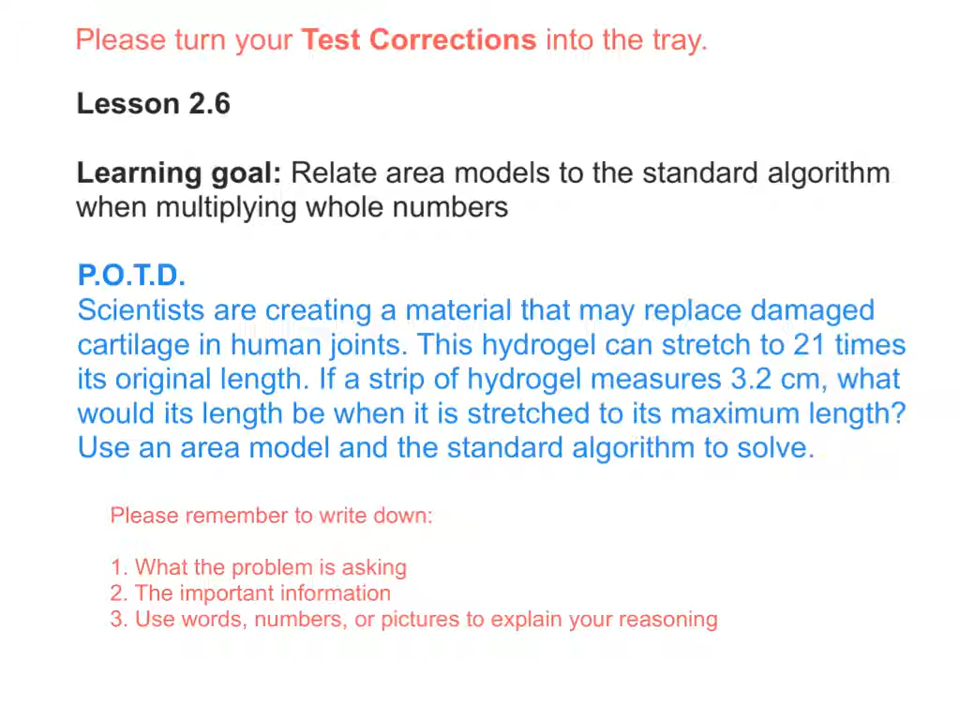 Please turn your Test Corrections into the tray.
Lesson 2.6
Learning goal: Relate area models to the standard algorithm
when multiplying whole numbers
P.O.T.D.
Scientists are creating a material that may replace damaged
cartilage in human joints. This hydrogel can stretch to 21 times
its original length. If a strip of hydrogel measures 3.2 cm, what
would its length be when it is stretched to its maximum length?
Use an area model and the standard algorithm to solve.
Please remember to write down:
1. What the problem is asking
2. The important information
3. Use words, numbers, or pictures to explain your reasoning